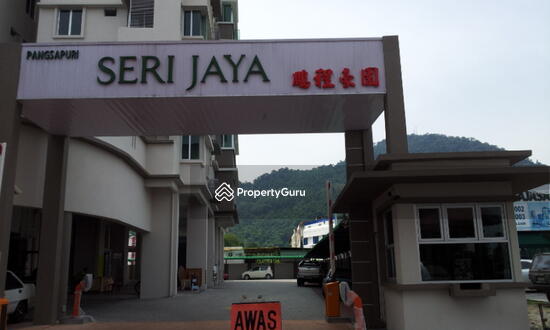 PANGSAPURI
SERI JAYA 鵬程長園
PropertyGuru
AWAS